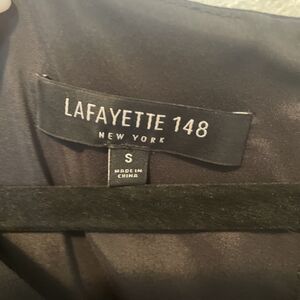 LAFAYETTE 148
NEW YORK
S
MADE IN
CHINA